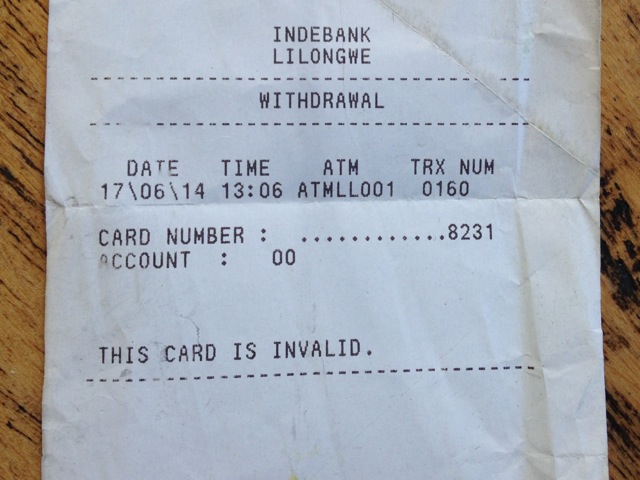 INDEBANK
LILONGWE
WITHDRAWAL
DATE TIME ATM TRX NUM
17\06\14 13:06 ATMLL001 0160
CARD NUMBER : ............8231
ACCOUNT : 00
THIS CARD IS INVALID.